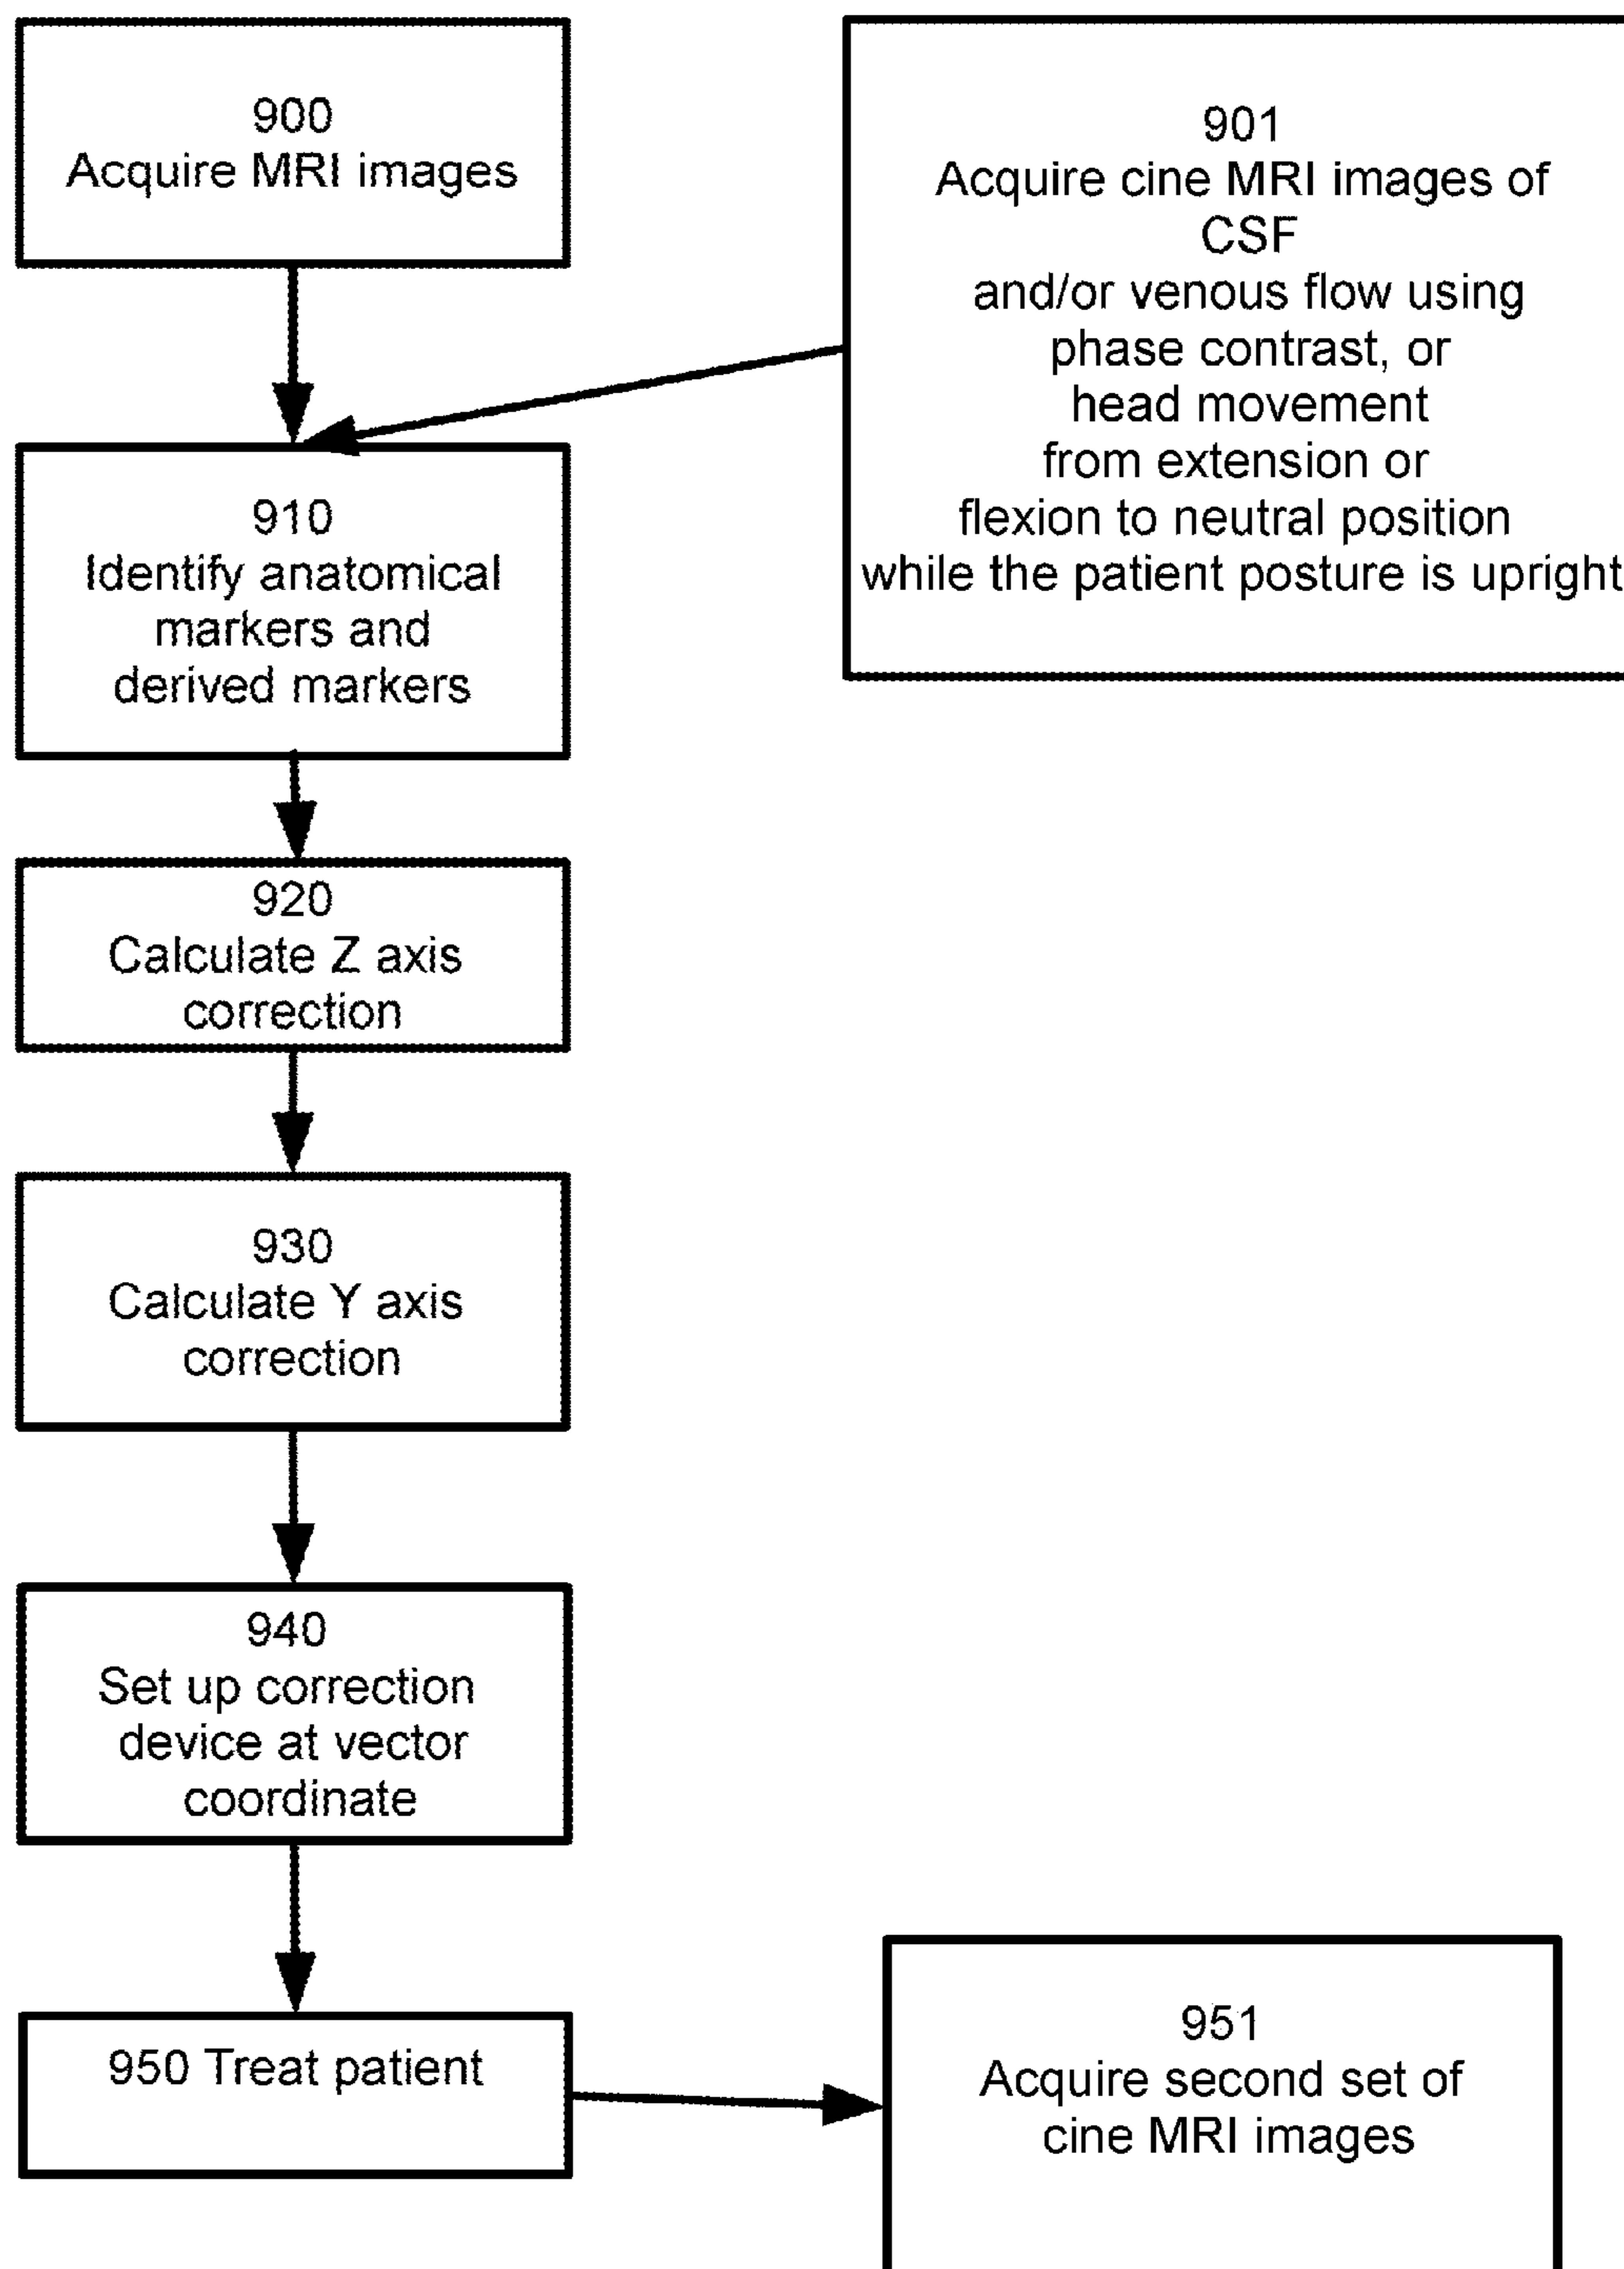 900
Acquire MRI images
901
Acquire cine MRI images of
CSF
and/or venous flow using
phase contrast, or
head movement
from extension or
flexion to neutral position
while the patient posture is upright
910
Identify anatomical
markers and
derived markers
920
Calculate Z axis
correction
930
Calculate Y axis
correction
940
Set up correction
device at vector
coordinate
950 Treat patient
951
Acquire second set of
cine MRI images